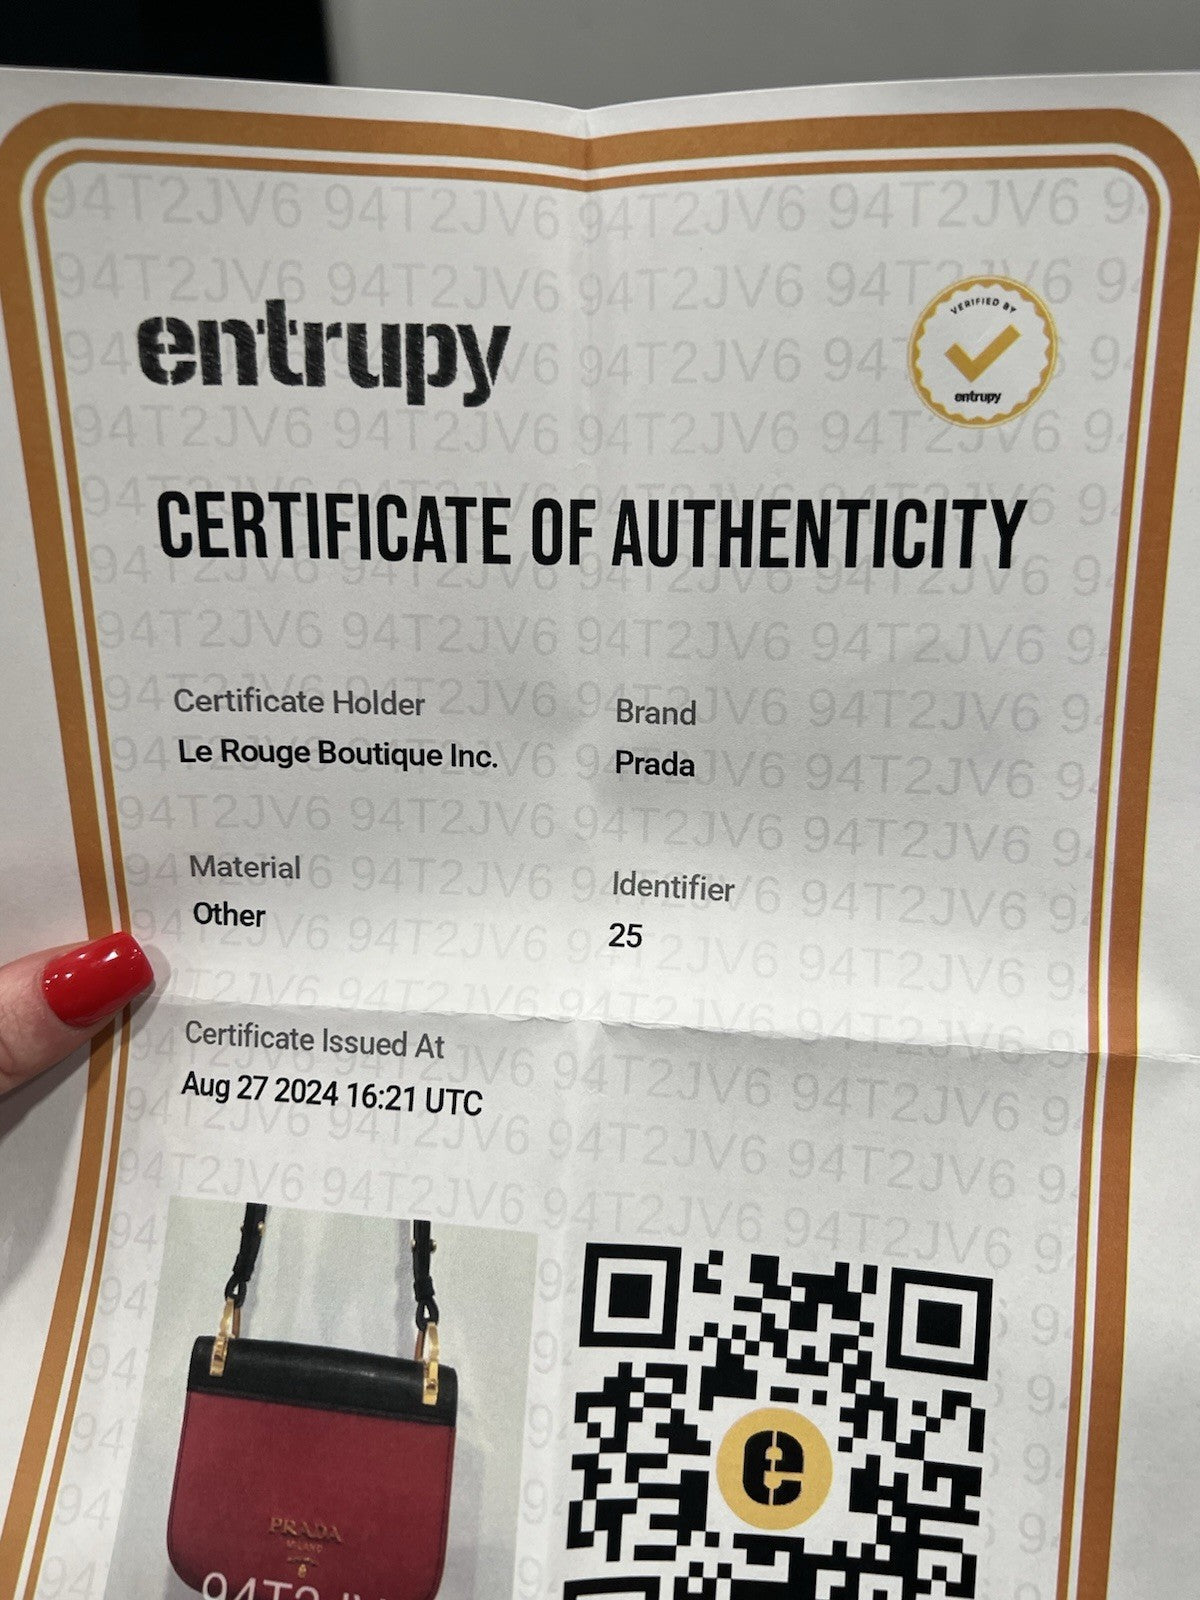 94T2JV6 94T2JV6 94T2JV6 94T2JV6
entrupy
VERIFIED BY
entrupy
CERTIFICATE OF AUTHENTICITY
Certificate Holder
Le Rouge Boutique Inc.
Brand
Prada
Material
Other
Identifier
25
Certificate Issued At
Aug 27 2024 16:21 UTC
PRADA
MILANO
e